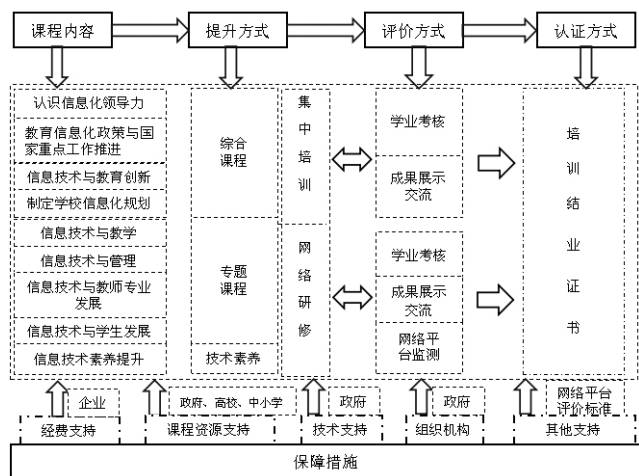 课程内容
提升方式
评价方式
认证方式
认识信息化领导力
教育信息化政策与国
家重点工作推进
信息技术与教育创新
制定学校信息化规划
信息技术与教学
信息技术与管理
信息技术与教师专业
发展
信息技术与学生发展
信息技术素养提升
综合
课程
专题
课程
技术素养
集
中
培
训
网
络
研
修
学业考核
成果展示
交流
学业考核
成果展示
交流
网络平
台监测
培
训
结
业
证
书
企业
政府、高校、中小学
政府
政府
网络平台
评价标准
经费支持
课程资源支持
技术支持
组织机构
其他支持
保障措施